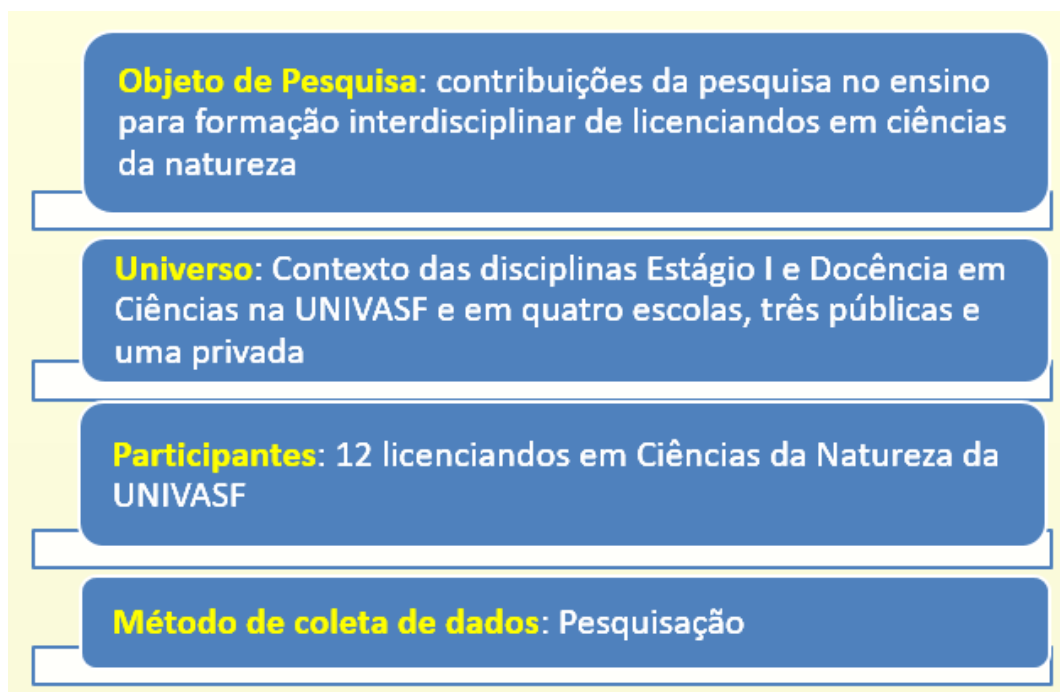 Objeto de Pesquisa: contribuições da pesquisa no ensino
para formação interdisciplinar de licenciandos em ciências
da natureza
Universo: Contexto das disciplinas Estágio I e Docência em
Ciências na UNIVASF e em quatro escolas, três públicas e
uma privada
Participantes: 12 licenciandos em Ciências da Natureza da
UNIVASF
Método de coleta de dados: Pesquisação